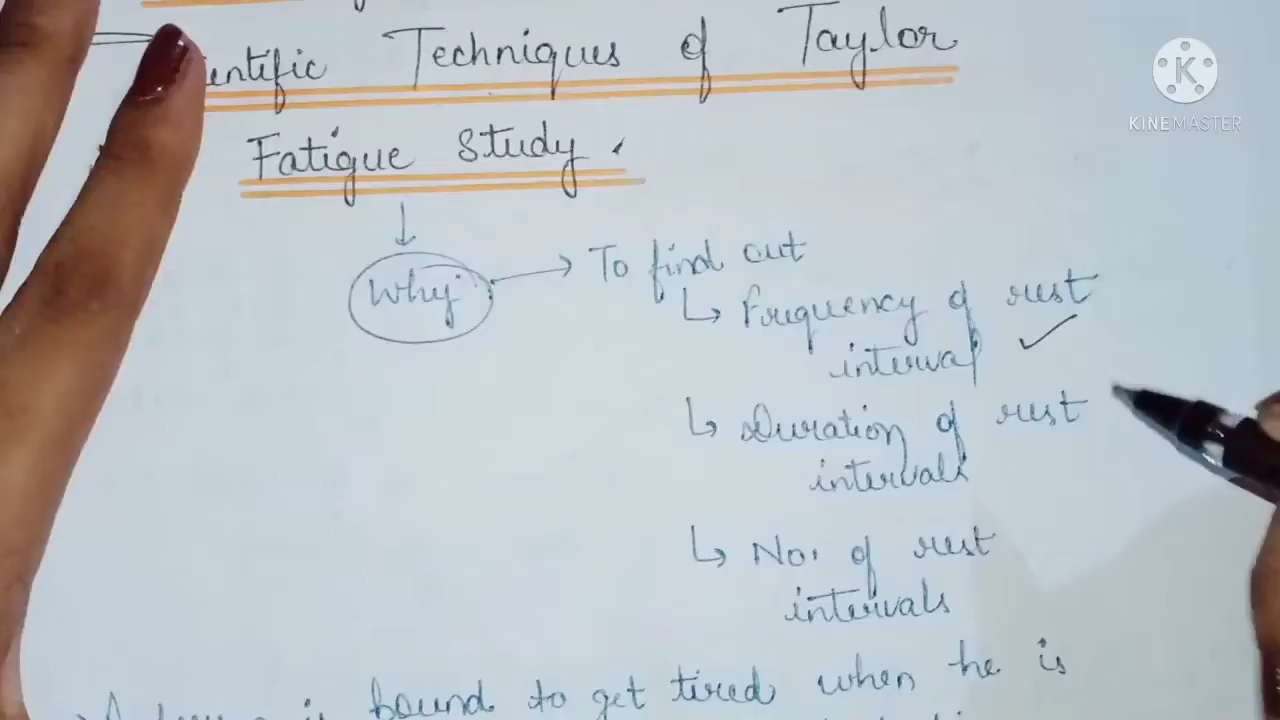 Techniques of Taylor
Fatigue Study.
Why → To find out
↳ Frequency of rest
interval ✓
↳ Duration of rest
intervals
↳ No. of rest
intervals
is bound to get tired when he is
KINEMASTER